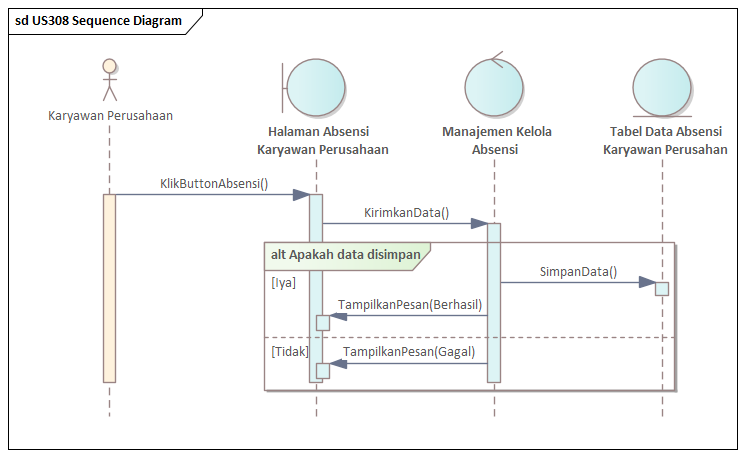 sd US308 Sequence Diagram
Karyawan Perusahaan
Halaman Absensi
Karyawan Perusahaan
Manajemen Kelola
Absensi
Tabel Data Absensi
Karyawan Perusahan
KlikButtonAbsensi()
KirimkanData()
alt Apakah data disimpan
[Iya]
SimpanData()
TampilkanPesan(Berhasil)
[Tidak]
TampilkanPesan(Gagal)